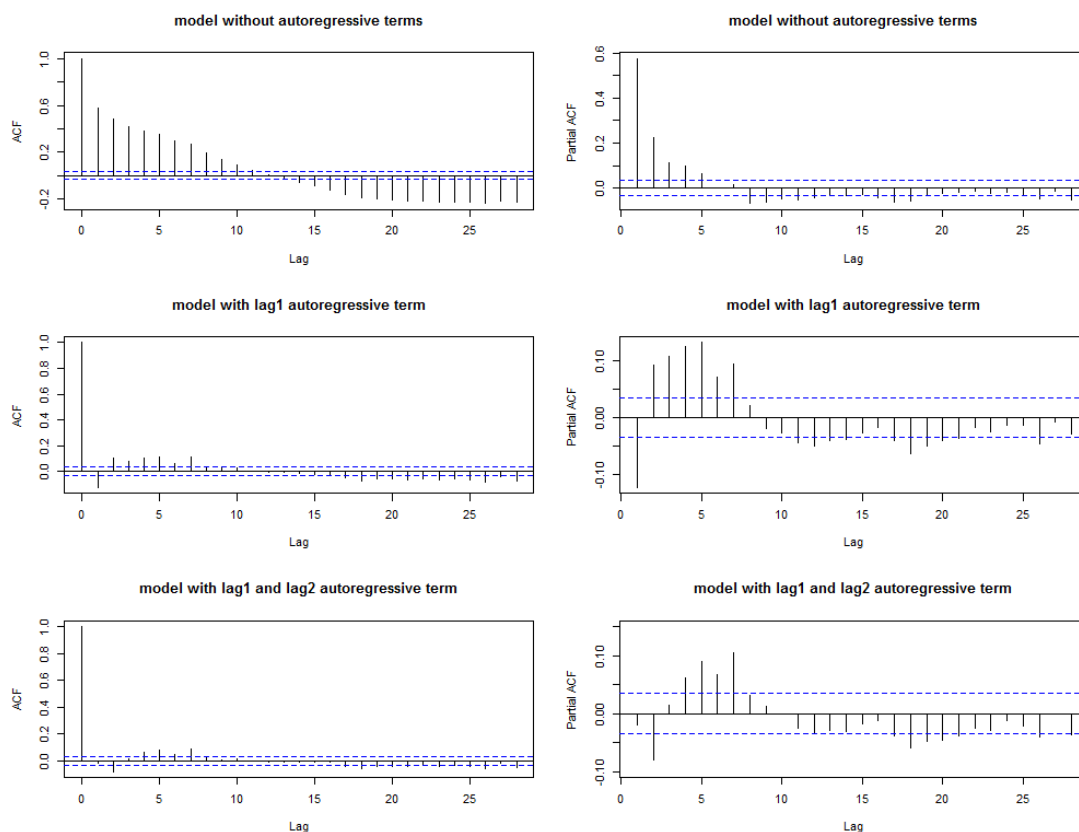 model without autoregressive terms
ACF
-0.2 0.2 0.6 1.0
0 5 10 15 20 25
Lag
model without autoregressive terms
Partial ACF
0.0 0.2 0.4 0.6
0 5 10 15 20 25
Lag
model with lag1 autoregressive term
ACF
0.0 0.2 0.4 0.6 0.8 1.0
0 5 10 15 20 25
Lag
model with lag1 autoregressive term
Partial ACF
-0.10 0.00 0.10
0 5 10 15 20 25
Lag
model with lag1 and lag2 autoregressive term
ACF
0.0 0.2 0.4 0.6 0.8 1.0
0 5 10 15 20 25
Lag
model with lag1 and lag2 autoregressive term
Partial ACF
-0.10 0.00 0.10
0 5 10 15 20 25
Lag